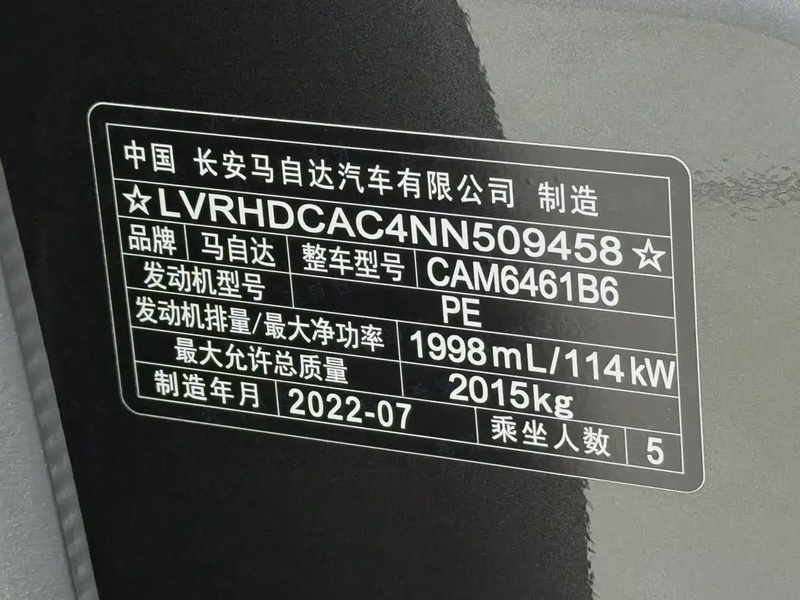 中国 长安马自达汽车有限公司 制造
☆LVRHDCAC4NN509458☆
品牌 马自达 整车型号 CAM6461B6
发动机型号 PE
发动机排量/最大净功率 1998mL/114kW
最大允许总质量 2015kg
制造年月 2022-07 乘坐人数 5